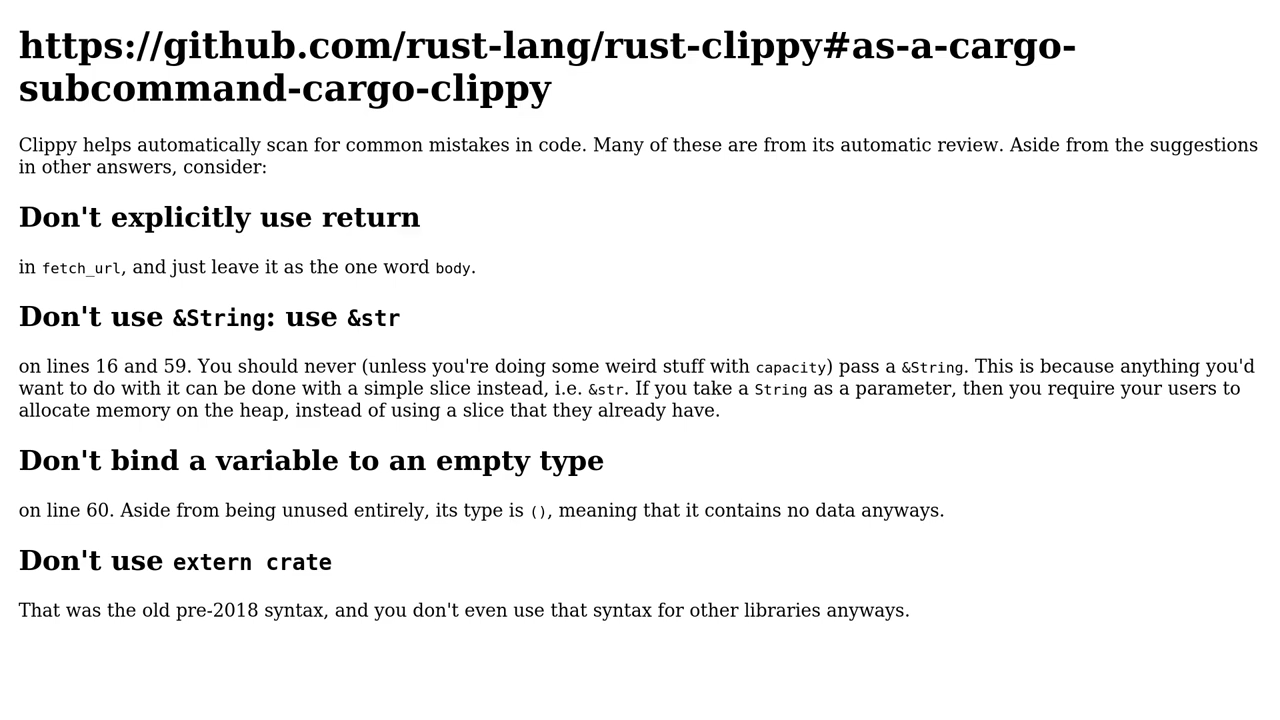 https://github.com/rust-lang/rust-clippy#as-a-cargo-
subcommand-cargo-clippy
Clippy helps automatically scan for common mistakes in code. Many of these are from its automatic review. Aside from the suggestions
in other answers, consider:
Don't explicitly use return
in fetch_url, and just leave it as the one word body.
Don't use &String: use &str
on lines 16 and 59. You should never (unless you're doing some weird stuff with capacity) pass a &String. This is because anything you'd
want to do with it can be done with a simple slice instead, i.e. &str. If you take a String as a parameter, then you require your users to
allocate memory on the heap, instead of using a slice that they already have.
Don't bind a variable to an empty type
on line 60. Aside from being unused entirely, its type is (), meaning that it contains no data anyways.
Don't use extern crate
That was the old pre-2018 syntax, and you don't even use that syntax for other libraries anyways.